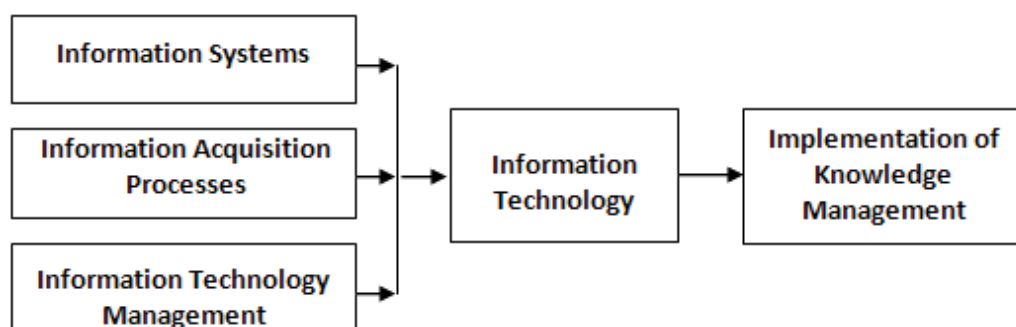 Information Systems
Information Acquisition
Processes
Information Technology
Management
Information
Technology
Implementation of
Knowledge
Management